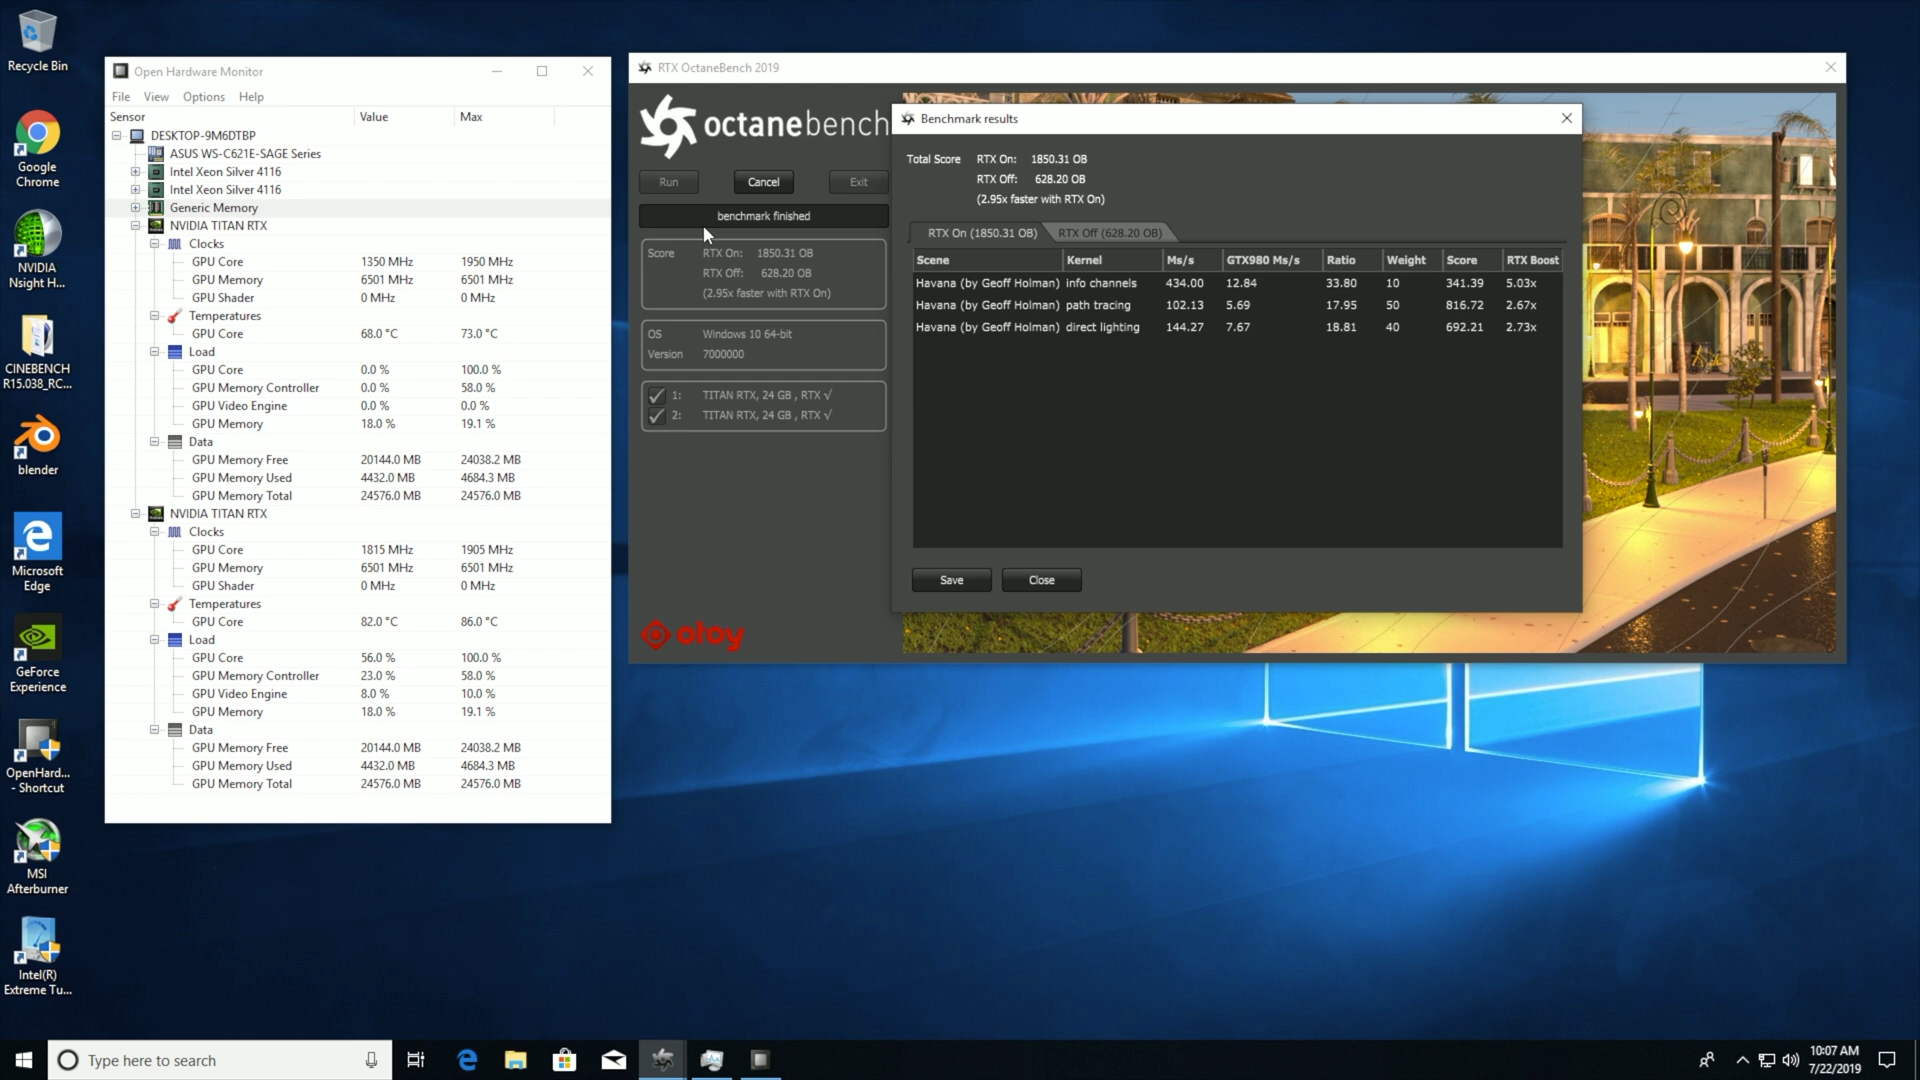 Recycle Bin
Google
Chrome
NVIDIA
Nsight H...
CINEBENCH
R15.038_RC...
blender
Microsoft
Edge
GeForce
Experience
OpenHard...
- Shortcut
MSI
Afterburner
Intel(R)
Extreme Tu...
Open Hardware Monitor
File View Options Help
Sensor Value Max
DESKTOP-9M6DTBP
ASUS WS-C621E-SAGE Series
Intel Xeon Silver 4116
Intel Xeon Silver 4116
Generic Memory
NVIDIA TITAN RTX
Clocks
GPU Core 1350 MHz 1950 MHz
GPU Memory 6501 MHz 6501 MHz
GPU Shader 0 MHz 0 MHz
Temperatures
GPU Core 68.0 °C 73.0 °C
Load
GPU Core 0.0 % 100.0 %
GPU Memory Controller 0.0 % 58.0 %
GPU Video Engine 0.0 % 0.0 %
GPU Memory 18.0 % 19.1 %
Data
GPU Memory Free 20144.0 MB 24038.2 MB
GPU Memory Used 4432.0 MB 4684.3 MB
GPU Memory Total 24576.0 MB 24576.0 MB
NVIDIA TITAN RTX
Clocks
GPU Core 1815 MHz 1905 MHz
GPU Memory 6501 MHz 6501 MHz
GPU Shader 0 MHz 0 MHz
Temperatures
GPU Core 82.0 °C 86.0 °C
Load
GPU Core 56.0 % 100.0 %
GPU Memory Controller 23.0 % 58.0 %
GPU Video Engine 8.0 % 10.0 %
GPU Memory 18.0 % 19.1 %
Data
GPU Memory Free 20144.0 MB 24038.2 MB
GPU Memory Used 4432.0 MB 4684.3 MB
GPU Memory Total 24576.0 MB 24576.0 MB
RTX OctaneBench 2019
octanebench
Run Cancel Exit
benchmark finished
Score RTX On: 1850.31 OB
RTX Off: 628.20 OB
(2.95x faster with RTX On)
OS Windows 10 64-bit
Version 7000000
1: TITAN RTX, 24 GB , RTX √
2: TITAN RTX, 24 GB , RTX √
otoy
Benchmark results
Total Score RTX On: 1850.31 OB
RTX Off: 628.20 OB
(2.95x faster with RTX On)
RTX On (1850.31 OB) RTX Off (628.20 OB)
Scene Kernel Ms/s GTX980 Ms/s Ratio Weight Score RTX Boost
Havana (by Geoff Holman) info channels 434.00 12.84 33.80 10 341.39 5.03x
Havana (by Geoff Holman) path tracing 102.13 5.69 17.95 50 816.72 2.67x
Havana (by Geoff Holman) direct lighting 144.27 7.67 18.81 40 692.21 2.73x
Save Close
Type here to search
10:07 AM
7/22/2019